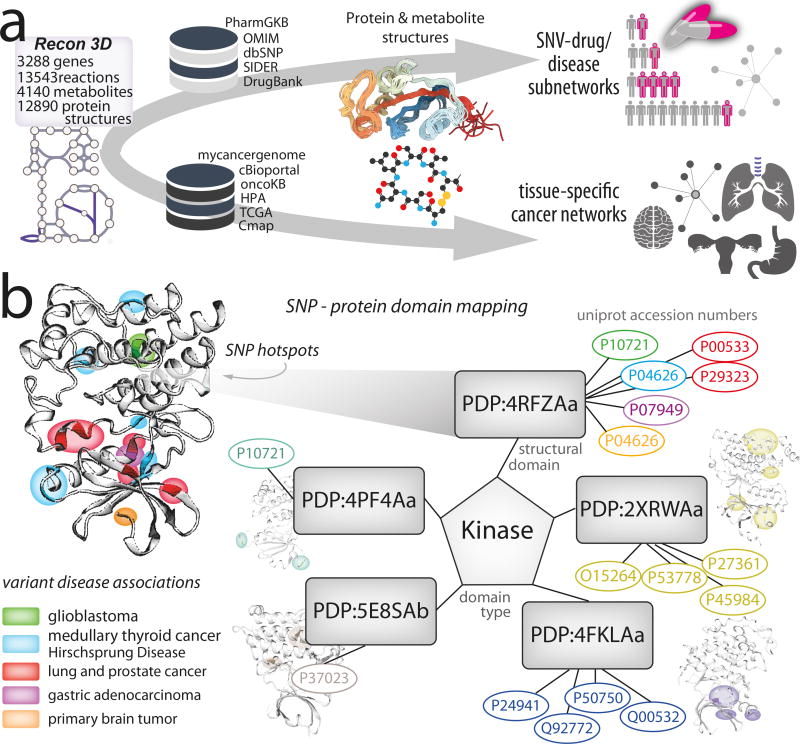 a
Recon 3D
3288 genes
13543reactions
4140 metabolites
12890 protein
structures
PharmGKB
OMIM
dbSNP
SIDER
DrugBank
Protein & metabolite
structures
SNV-drug/
disease
subnetworks
mycancergenome
cBioportal
oncoKB
HPA
TCGA
Cmap
tissue-specific
cancer networks
b
SNP - protein domain mapping
uniprot accession numbers
SNP hotspots
P10721
P00533
P04626
P29323
PDP:4RFZAa
P07949
P04626
structural
domain
P10721
PDP:4PF4Aa
Kinase
PDP:2XRWAa
O15264
P53778
P27361
P45984
domain
type
PDP:5E8SAb
P37023
PDP:4FKLAa
P24941
Q92772
P50750
Q00532
variant disease associations
glioblastoma
medullary thyroid cancer
Hirschsprung Disease
lung and prostate cancer
gastric adenocarcinoma
primary brain tumor